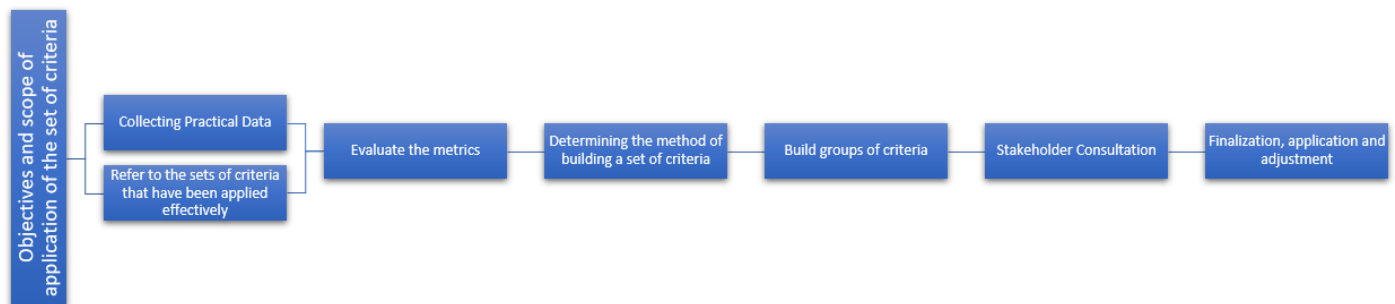 Objectives and scope of
application of the set of criteria
Collecting Practical Data
Refer to the sets of criteria
that have been applied
effectively
Evaluate the metrics
Determining the method of
building a set of criteria
Build groups of criteria
Stakeholder Consultation
Finalization, application and
adjustment